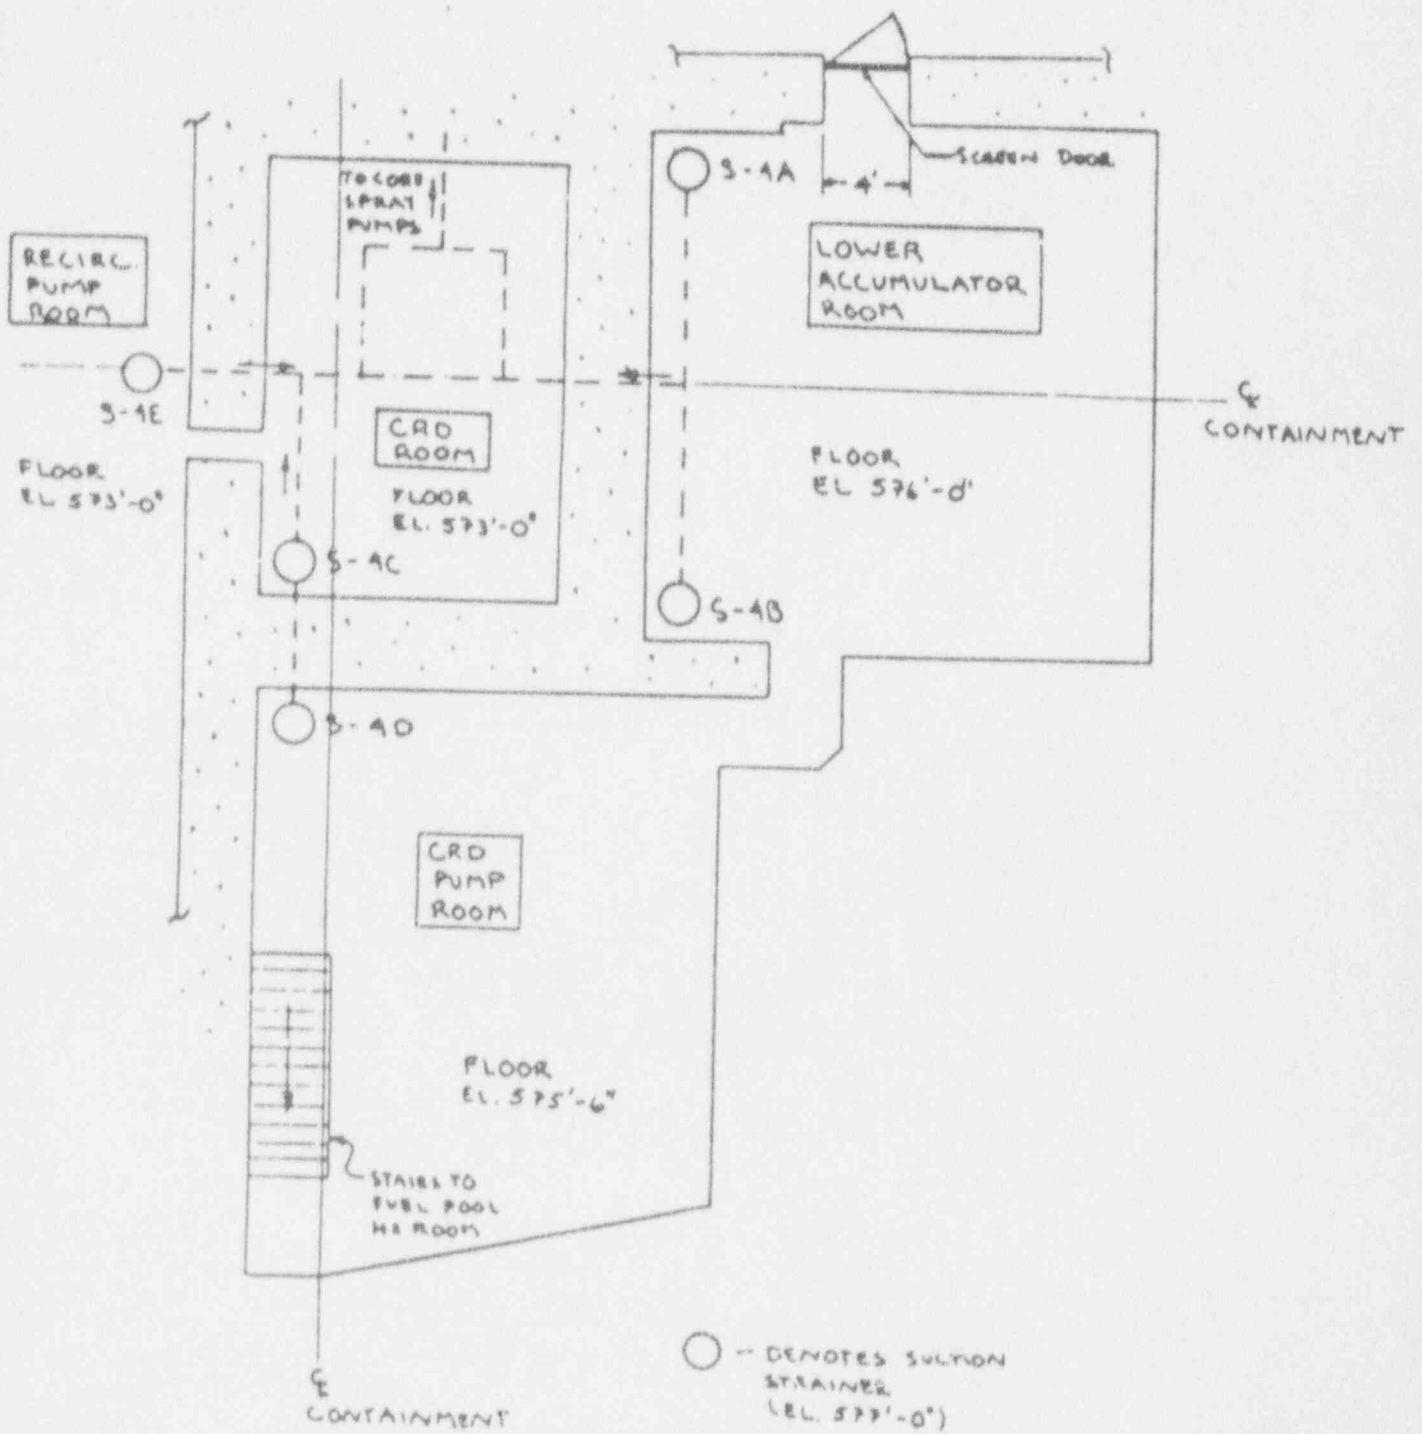 SCREEN DOOR
S-4A
4'
TO CORE
SPRAY
PUMPS
RECIRC.
PUMP
ROOM
LOWER
ACCUMULATOR
ROOM
S-4E
CRD
ROOM
℄
CONTAINMENT
FLOOR
EL 573'-0"
FLOOR
EL. 573'-0"
FLOOR
EL 576'-0"
S-4C
S-4B
S-4D
CRD
PUMP
ROOM
FLOOR
EL. 575'-6"
STAIRS TO
FUEL POOL
HX ROOM
- DENOTES SUCTION
STRAINER
(EL. 577'-0")
℄
CONTAINMENT